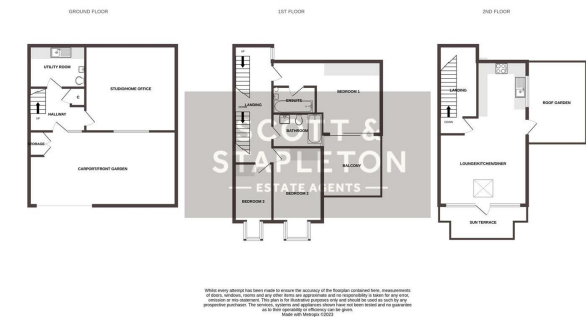 GROUND FLOOR
1ST FLOOR
2ND FLOOR
UTILITY ROOM
STUDIO/HOME OFFICE
HALLWAY
STORAGE
CARPORT/FRONT GARDEN
UP
LANDING
ENSUITE
BEDROOM 1
BATHROOM
BALCONY
BEDROOM 3
BEDROOM 2
SCOTT &
STAPLETON
ESTATE AGENTS
LANDING
DOWN
ROOF GARDEN
LOUNGE/KITCHEN/DINER
SUN TERRACE
Whilst every attempt has been made to ensure the accuracy of the floorplan contained here, measurements
of doors, windows, rooms and any other items are approximate and no responsibility is taken for any error,
omission or mis-statement. This plan is for illustrative purposes only and should be used as such by any
prospective purchaser. The services, systems and appliances shown have not been tested and no guarantee
as to their operability or efficiency can be given.
Made with Metropix ©2023